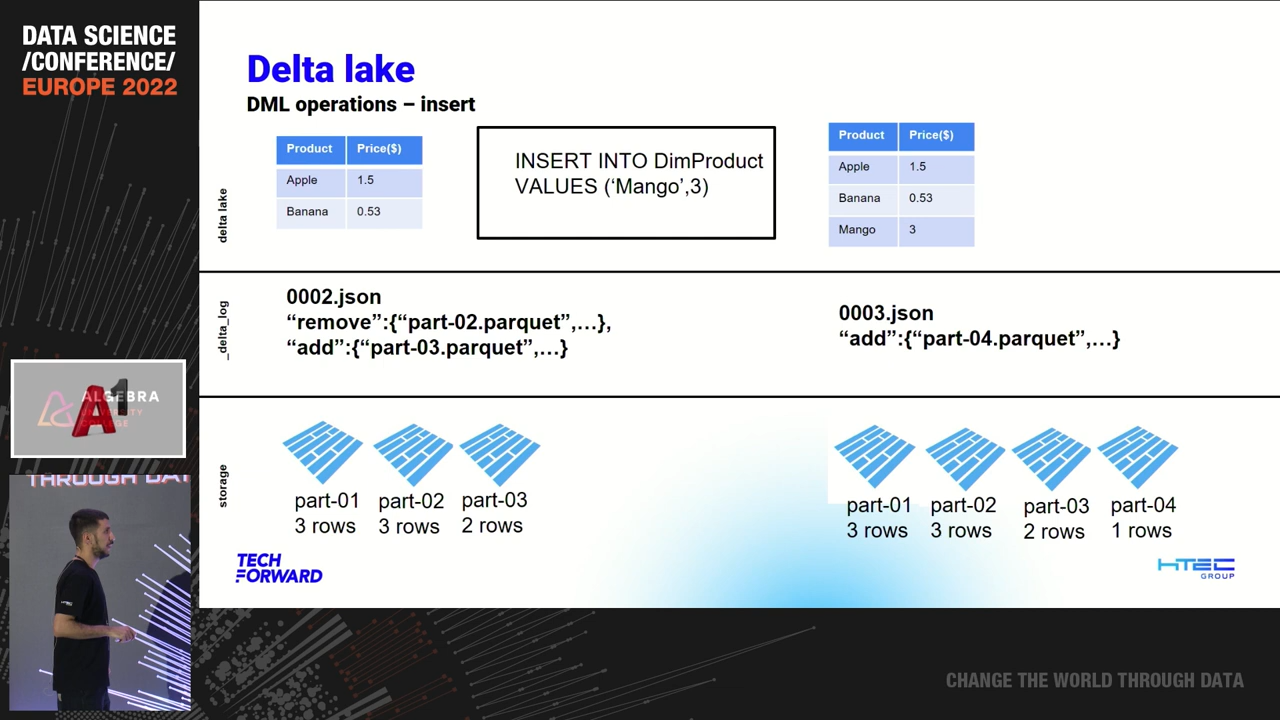 DATA SCIENCE
/CONFERENCE/
EUROPE 2022
Delta lake
DML operations – insert
delta lake
Product Price($)
Apple 1.5
Banana 0.53
INSERT INTO DimProduct
VALUES (‘Mango’,3)
Product Price($)
Apple 1.5
Banana 0.53
Mango 3
_delta_log
0002.json
“remove”:{“part-02.parquet”,…},
“add”:{“part-03.parquet”,…}
0003.json
“add”:{“part-04.parquet”,…}
storage
part-01
3 rows
part-02
3 rows
part-03
2 rows
part-01
3 rows
part-02
3 rows
part-03
2 rows
part-04
1 rows
TECH
FORWARD
HTEC
GROUP
A1
ALGEBRA
THROUGH DAT
CHANGE THE WORLD THROUGH DATA